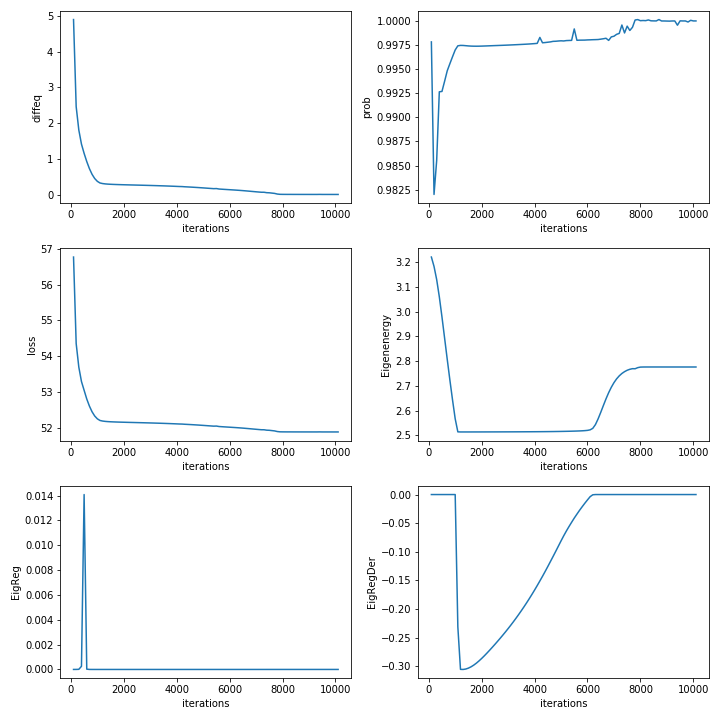 5
4
3
2
1
0
diffeq
0 2000 4000 6000 8000 10000
iterations
1.0000
0.9975
0.9950
0.9925
0.9900
0.9875
0.9850
0.9825
prob
0 2000 4000 6000 8000 10000
iterations
57
56
55
54
53
52
loss
0 2000 4000 6000 8000 10000
iterations
3.2
3.1
3.0
2.9
2.8
2.7
2.6
2.5
Eigenenergy
0 2000 4000 6000 8000 10000
iterations
0.014
0.012
0.010
0.008
0.006
0.004
0.002
0.000
EigReg
0 2000 4000 6000 8000 10000
iterations
0.00
−0.05
−0.10
−0.15
−0.20
−0.25
−0.30
EigRegDer
0 2000 4000 6000 8000 10000
iterations